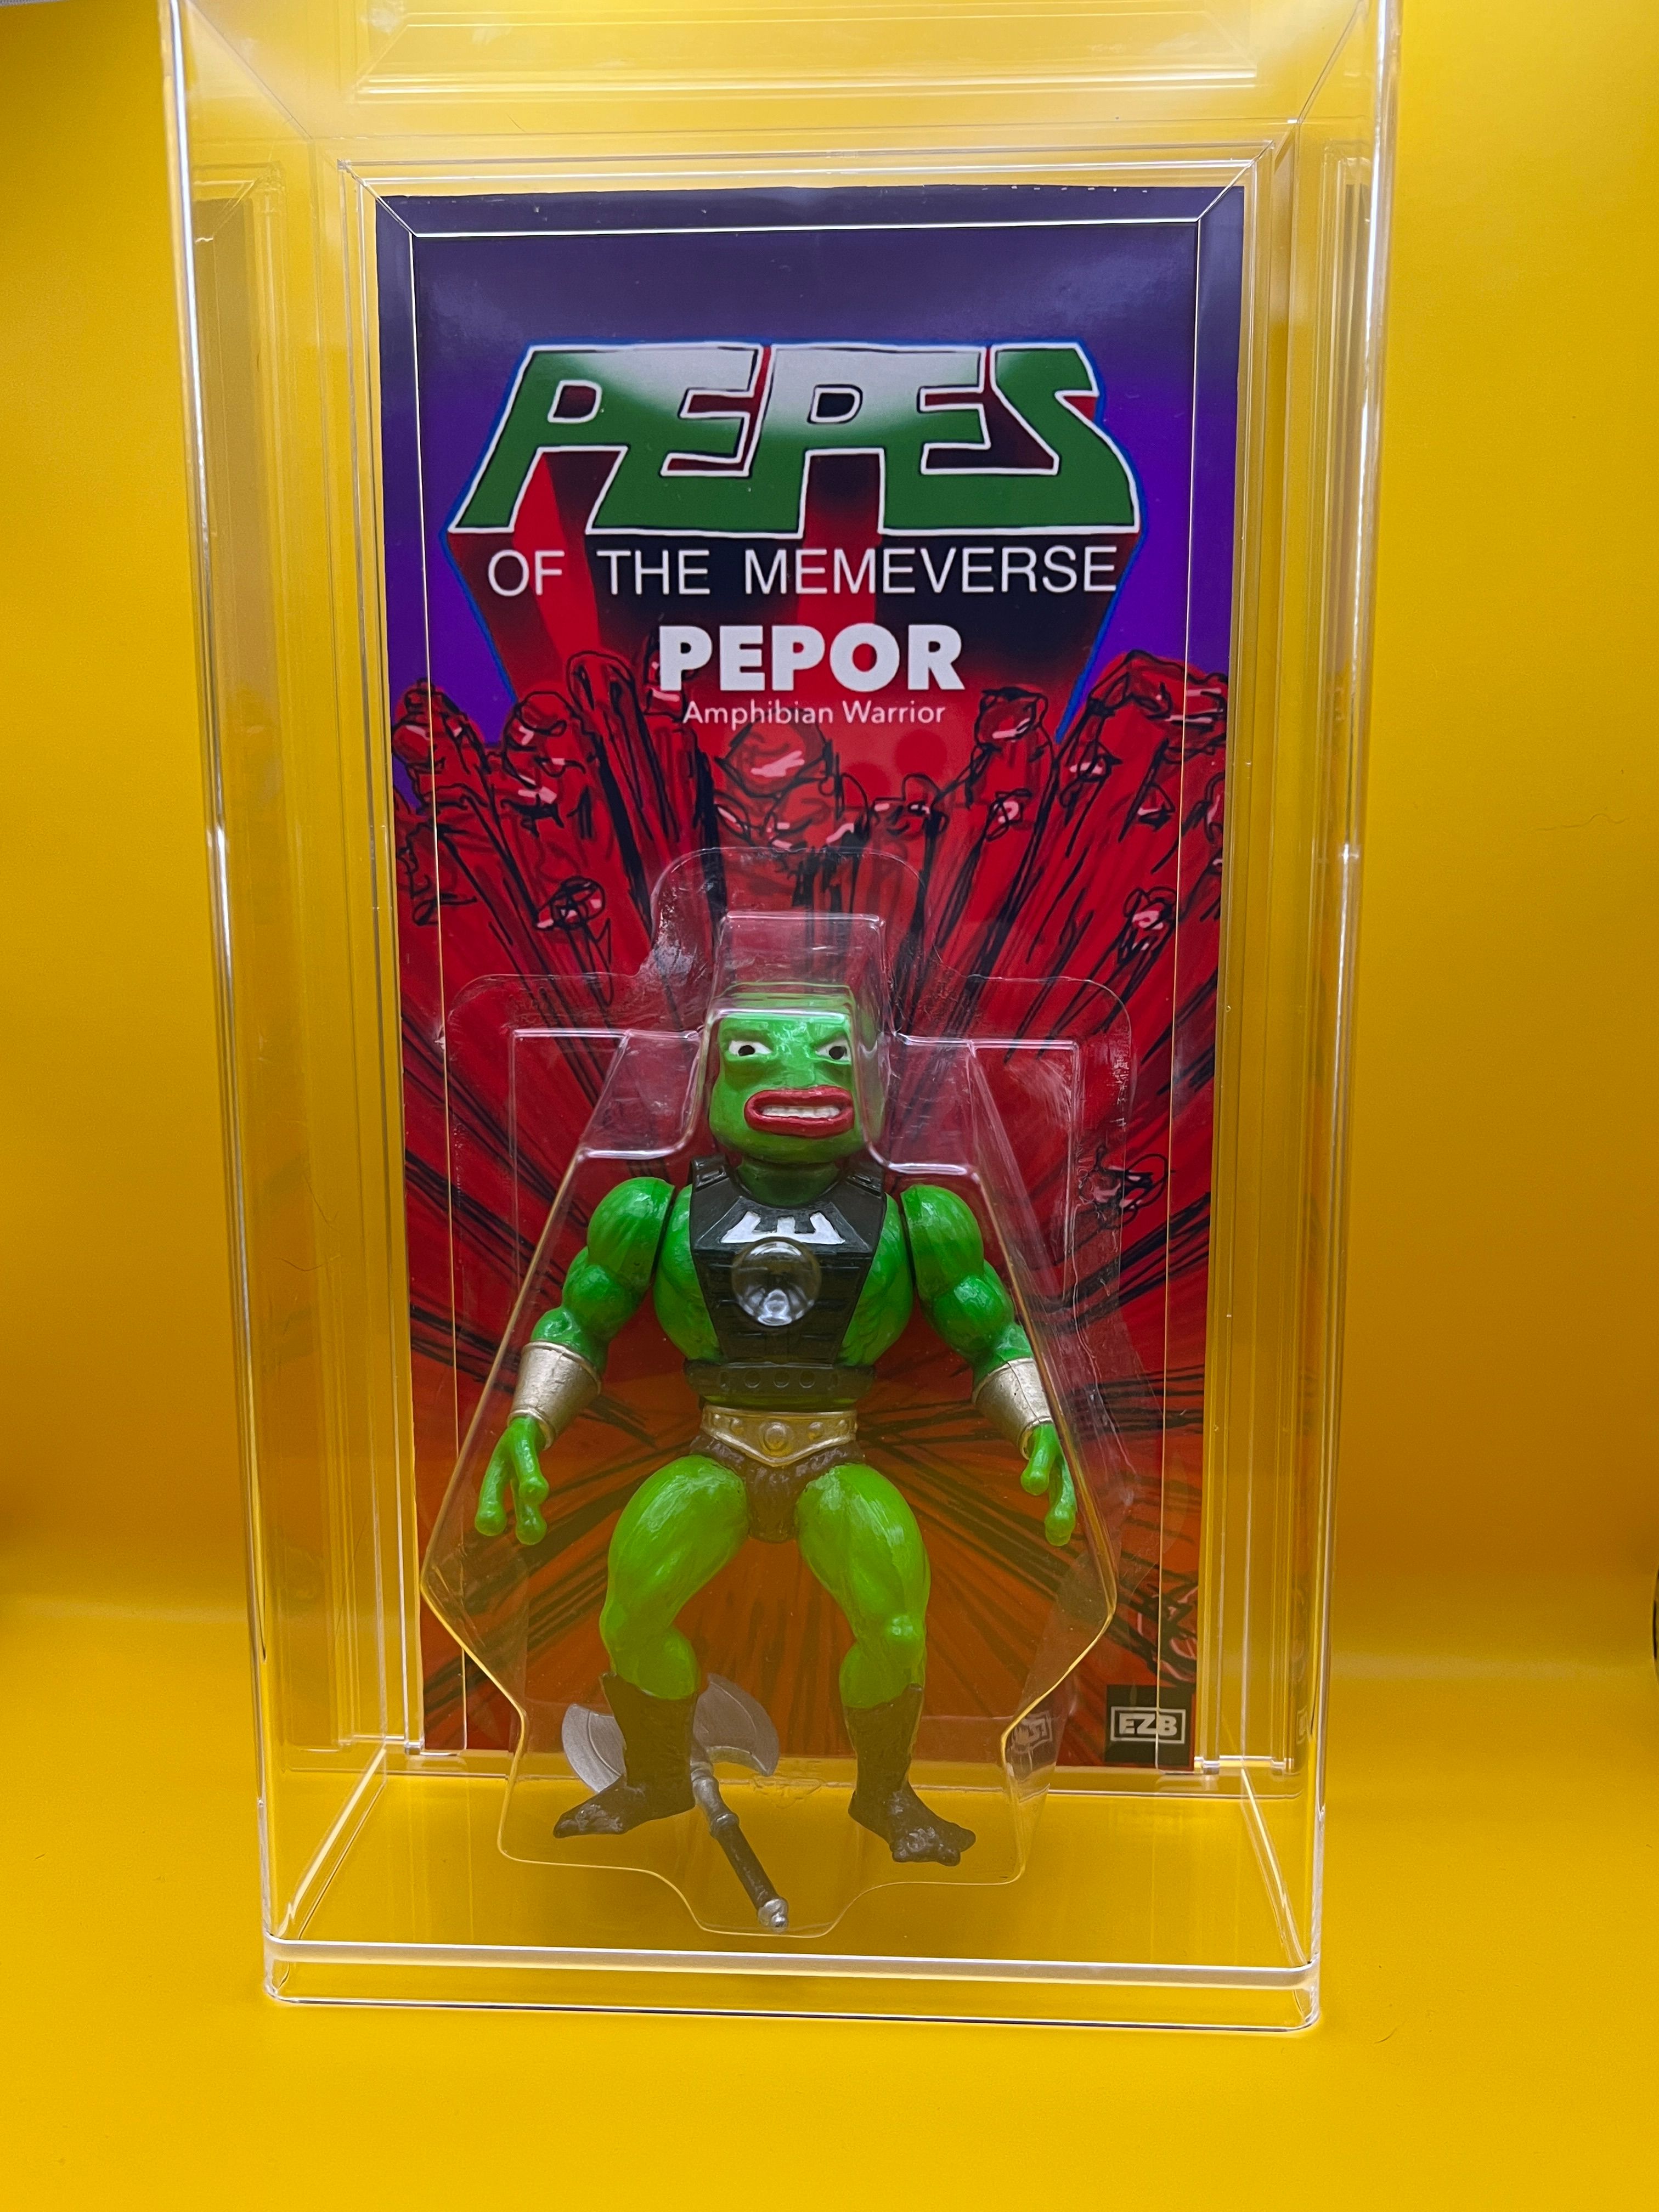 PEPES
OF THE MEMEVERSE
PEPOR
Amphibian Warrior
EZB